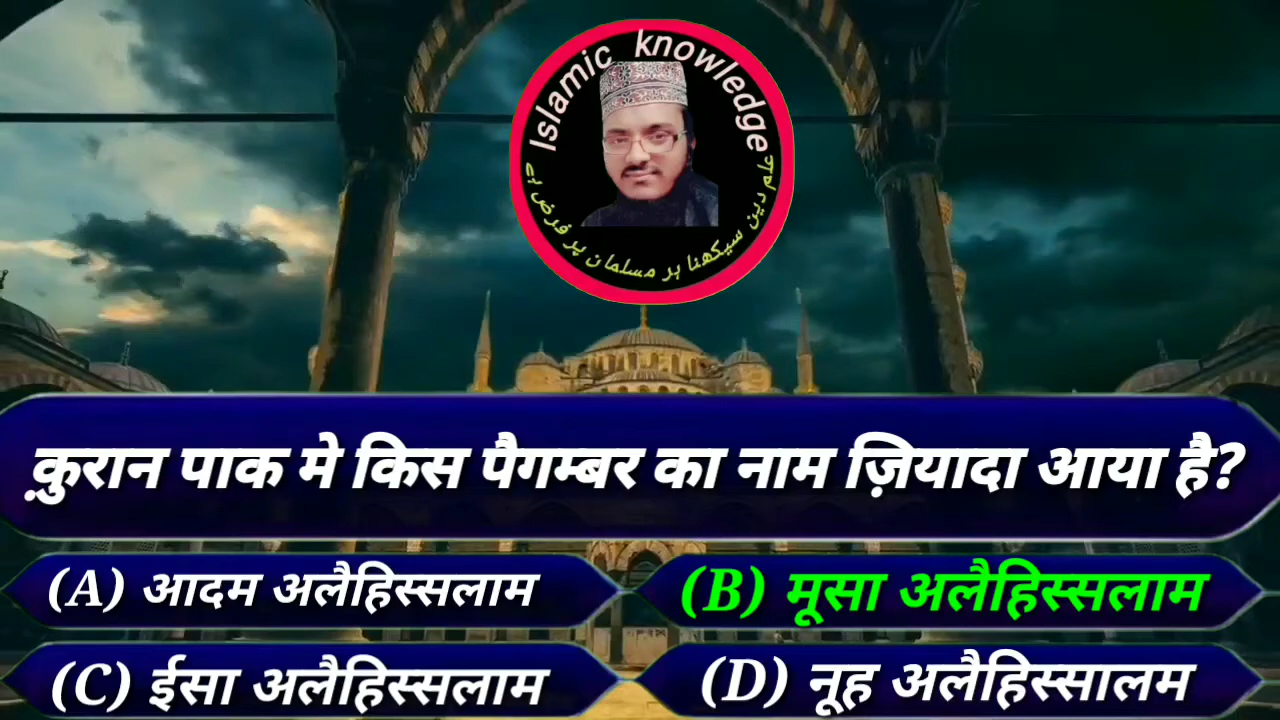 Islamic knowledge
علم دین سیکھنا ہر مسلمان پر فرض ہے
क़ुरान पाक मे किस पैगम्बर का नाम ज़ियादा आया है?
(A) आदम अलैहिस्सलाम
(B) मूसा अलैहिस्सलाम
(C) ईसा अलैहिस्सलाम
(D) नूह अलैहिस्सालम